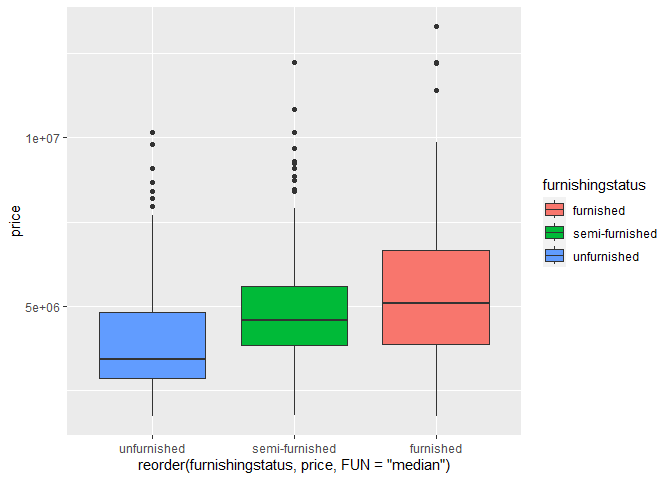 price
1e+07
5e+06
unfurnished
semi-furnished
furnished
reorder(furnishingstatus, price, FUN = "median")
furnishingstatus
furnished
semi-furnished
unfurnished